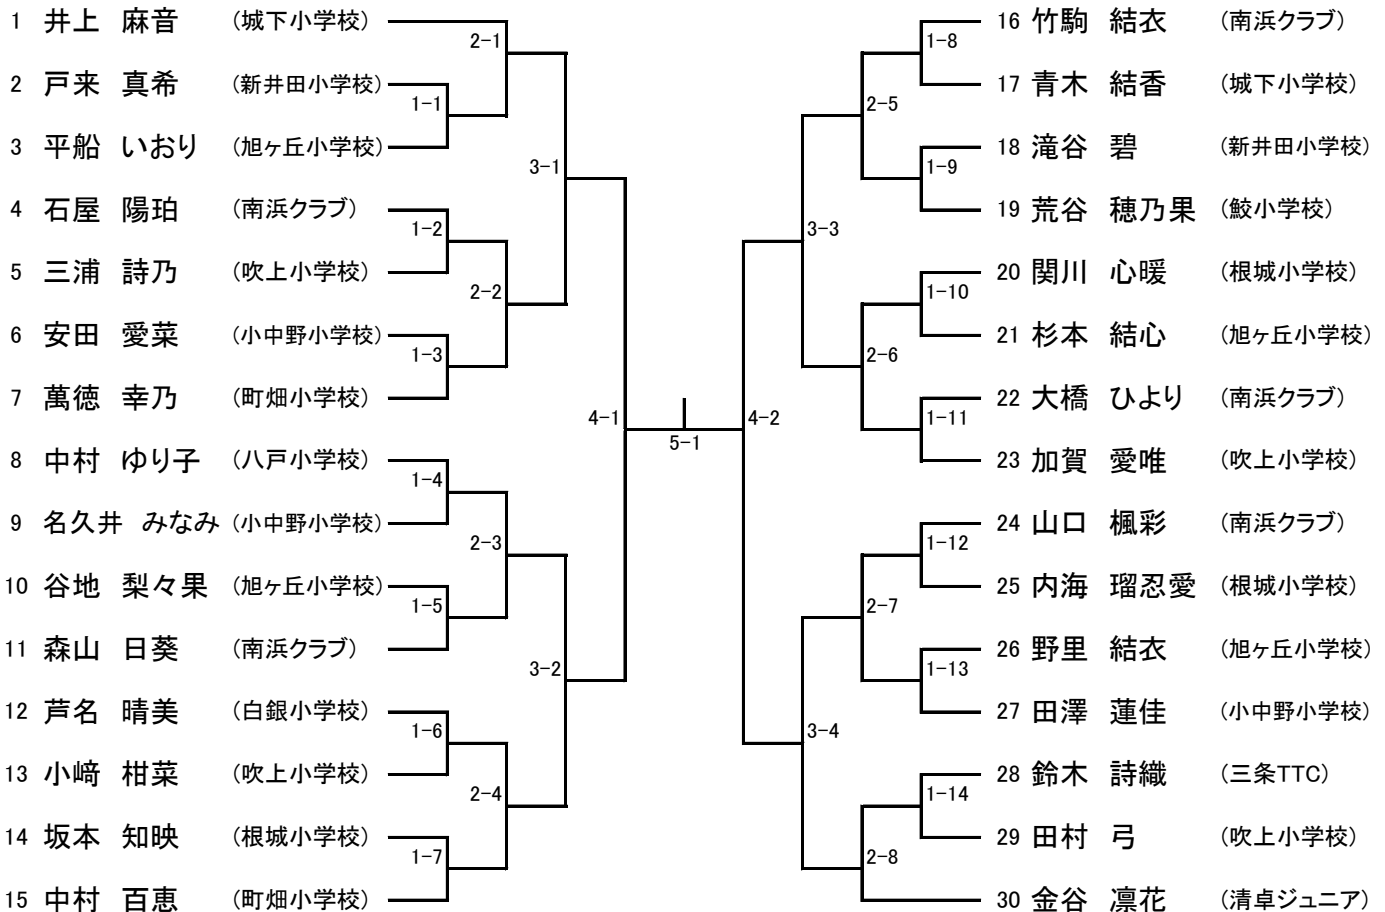 1 井上 麻音 (城下小学校)
2 戸来 真希 (新井田小学校)
3 平船 いおり (旭ヶ丘小学校)
4 石屋 陽珀 (南浜クラブ)
5 三浦 詩乃 (吹上小学校)
6 安田 愛菜 (小中野小学校)
7 萬徳 幸乃 (町畑小学校)
8 中村 ゆり子 (八戸小学校)
9 名久井 みなみ (小中野小学校)
10 谷地 梨々果 (旭ヶ丘小学校)
11 森山 日葵 (南浜クラブ)
12 芦名 晴美 (白銀小学校)
13 小﨑 柑菜 (吹上小学校)
14 坂本 知映 (根城小学校)
15 中村 百恵 (町畑小学校)
2-1
1-1
3-1
1-2
2-2
1-3
4-1
1-4
2-3
1-5
3-2
1-6
2-4
1-7
5-1
1-8
2-5
1-9
3-3
1-10
2-6
1-11
4-2
1-12
2-7
1-13
3-4
1-14
2-8
16 竹駒 結衣 (南浜クラブ)
17 青木 結香 (城下小学校)
18 滝谷 碧 (新井田小学校)
19 荒谷 穂乃果 (鮫小学校)
20 関川 心暖 (根城小学校)
21 杉本 結心 (旭ヶ丘小学校)
22 大橋 ひより (南浜クラブ)
23 加賀 愛唯 (吹上小学校)
24 山口 楓彩 (南浜クラブ)
25 内海 瑠忍愛 (根城小学校)
26 野里 結衣 (旭ヶ丘小学校)
27 田澤 蓮佳 (小中野小学校)
28 鈴木 詩織 (三条TTC)
29 田村 弓 (吹上小学校)
30 金谷 凛花 (清卓ジュニア)